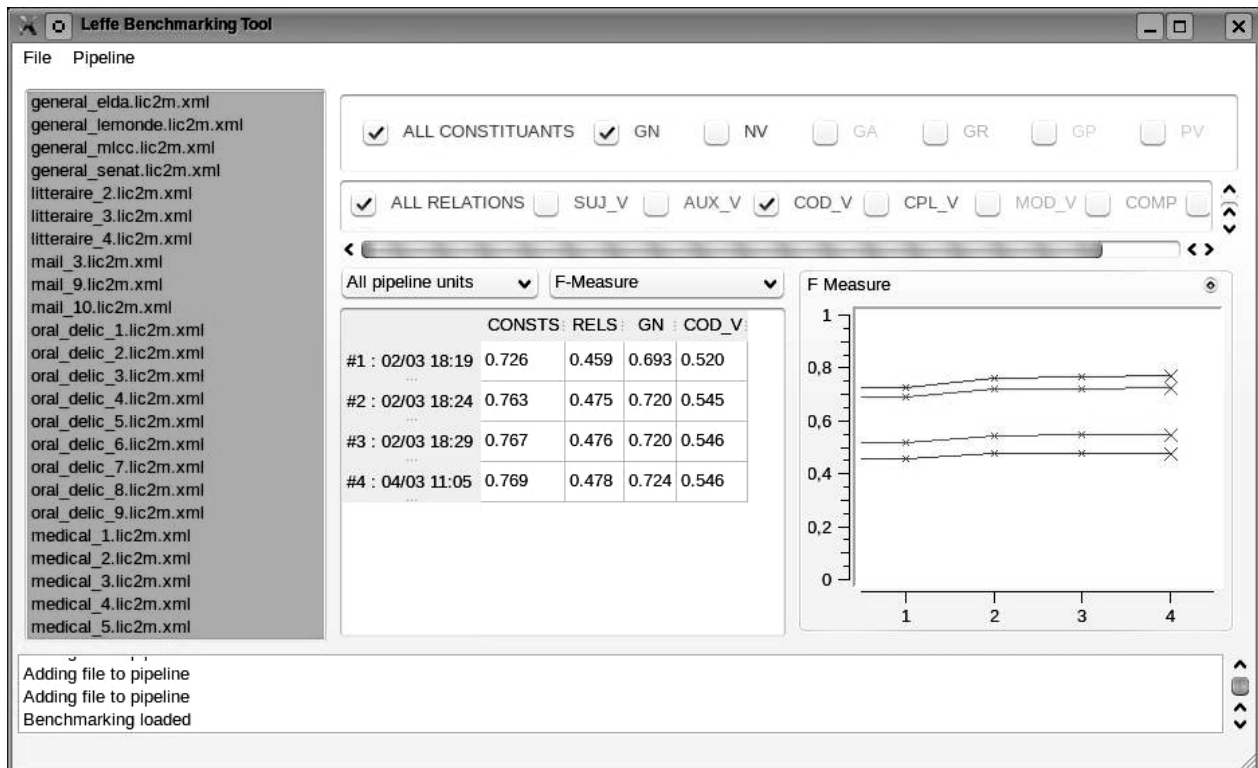 Leffe Benchmarking Tool
File Pipeline
general_elda.lic2m.xml
general_lemonde.lic2m.xml
general_mlcc.lic2m.xml
general_senat.lic2m.xml
litteraire_2.lic2m.xml
litteraire_3.lic2m.xml
litteraire_4.lic2m.xml
mail_3.lic2m.xml
mail_9.lic2m.xml
mail_10.lic2m.xml
oral_delic_1.lic2m.xml
oral_delic_2.lic2m.xml
oral_delic_3.lic2m.xml
oral_delic_4.lic2m.xml
oral_delic_5.lic2m.xml
oral_delic_6.lic2m.xml
oral_delic_7.lic2m.xml
oral_delic_8.lic2m.xml
oral_delic_9.lic2m.xml
medical_1.lic2m.xml
medical_2.lic2m.xml
medical_3.lic2m.xml
medical_4.lic2m.xml
medical_5.lic2m.xml
ALL CONSTITUANTS GN NV GA GR GP PV
ALL RELATIONS SUJ_V AUX_V COD_V CPL_V MOD_V COMP
All pipeline units F-Measure
CONSTS RELS GN COD_V
#1 : 02/03 18:19 0.726 0.459 0.693 0.520
...
#2 : 02/03 18:24 0.763 0.475 0.720 0.545
...
#3 : 02/03 18:29 0.767 0.476 0.720 0.546
...
#4 : 04/03 11:05 0.769 0.478 0.724 0.546
...
F Measure
1
0,8
0,6
0,4
0,2
0
1 2 3 4
Adding file to pipeline
Adding file to pipeline
Benchmarking loaded